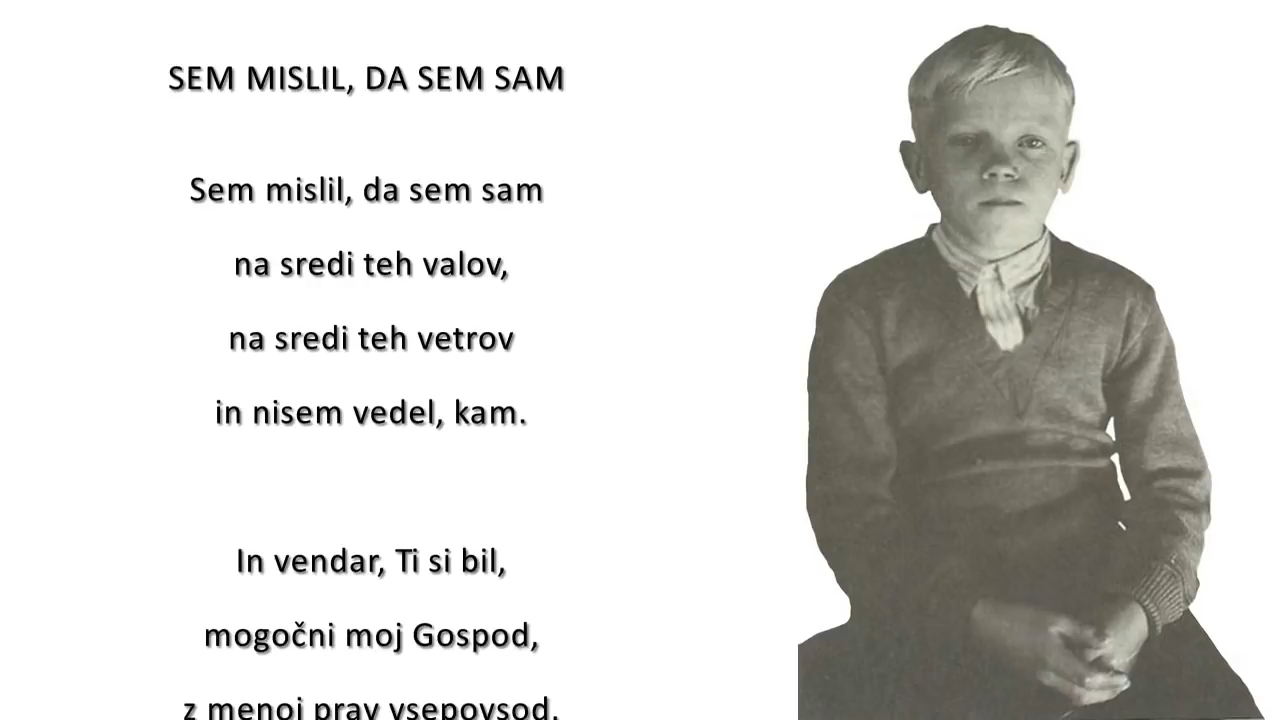 SEM MISLIL, DA SEM SAM
Sem mislil, da sem sam
na sredi teh valov,
na sredi teh vetrov
in nisem vedel, kam.
In vendar, Ti si bil,
mogočni moj Gospod,
z menoj prav vsepovsod,